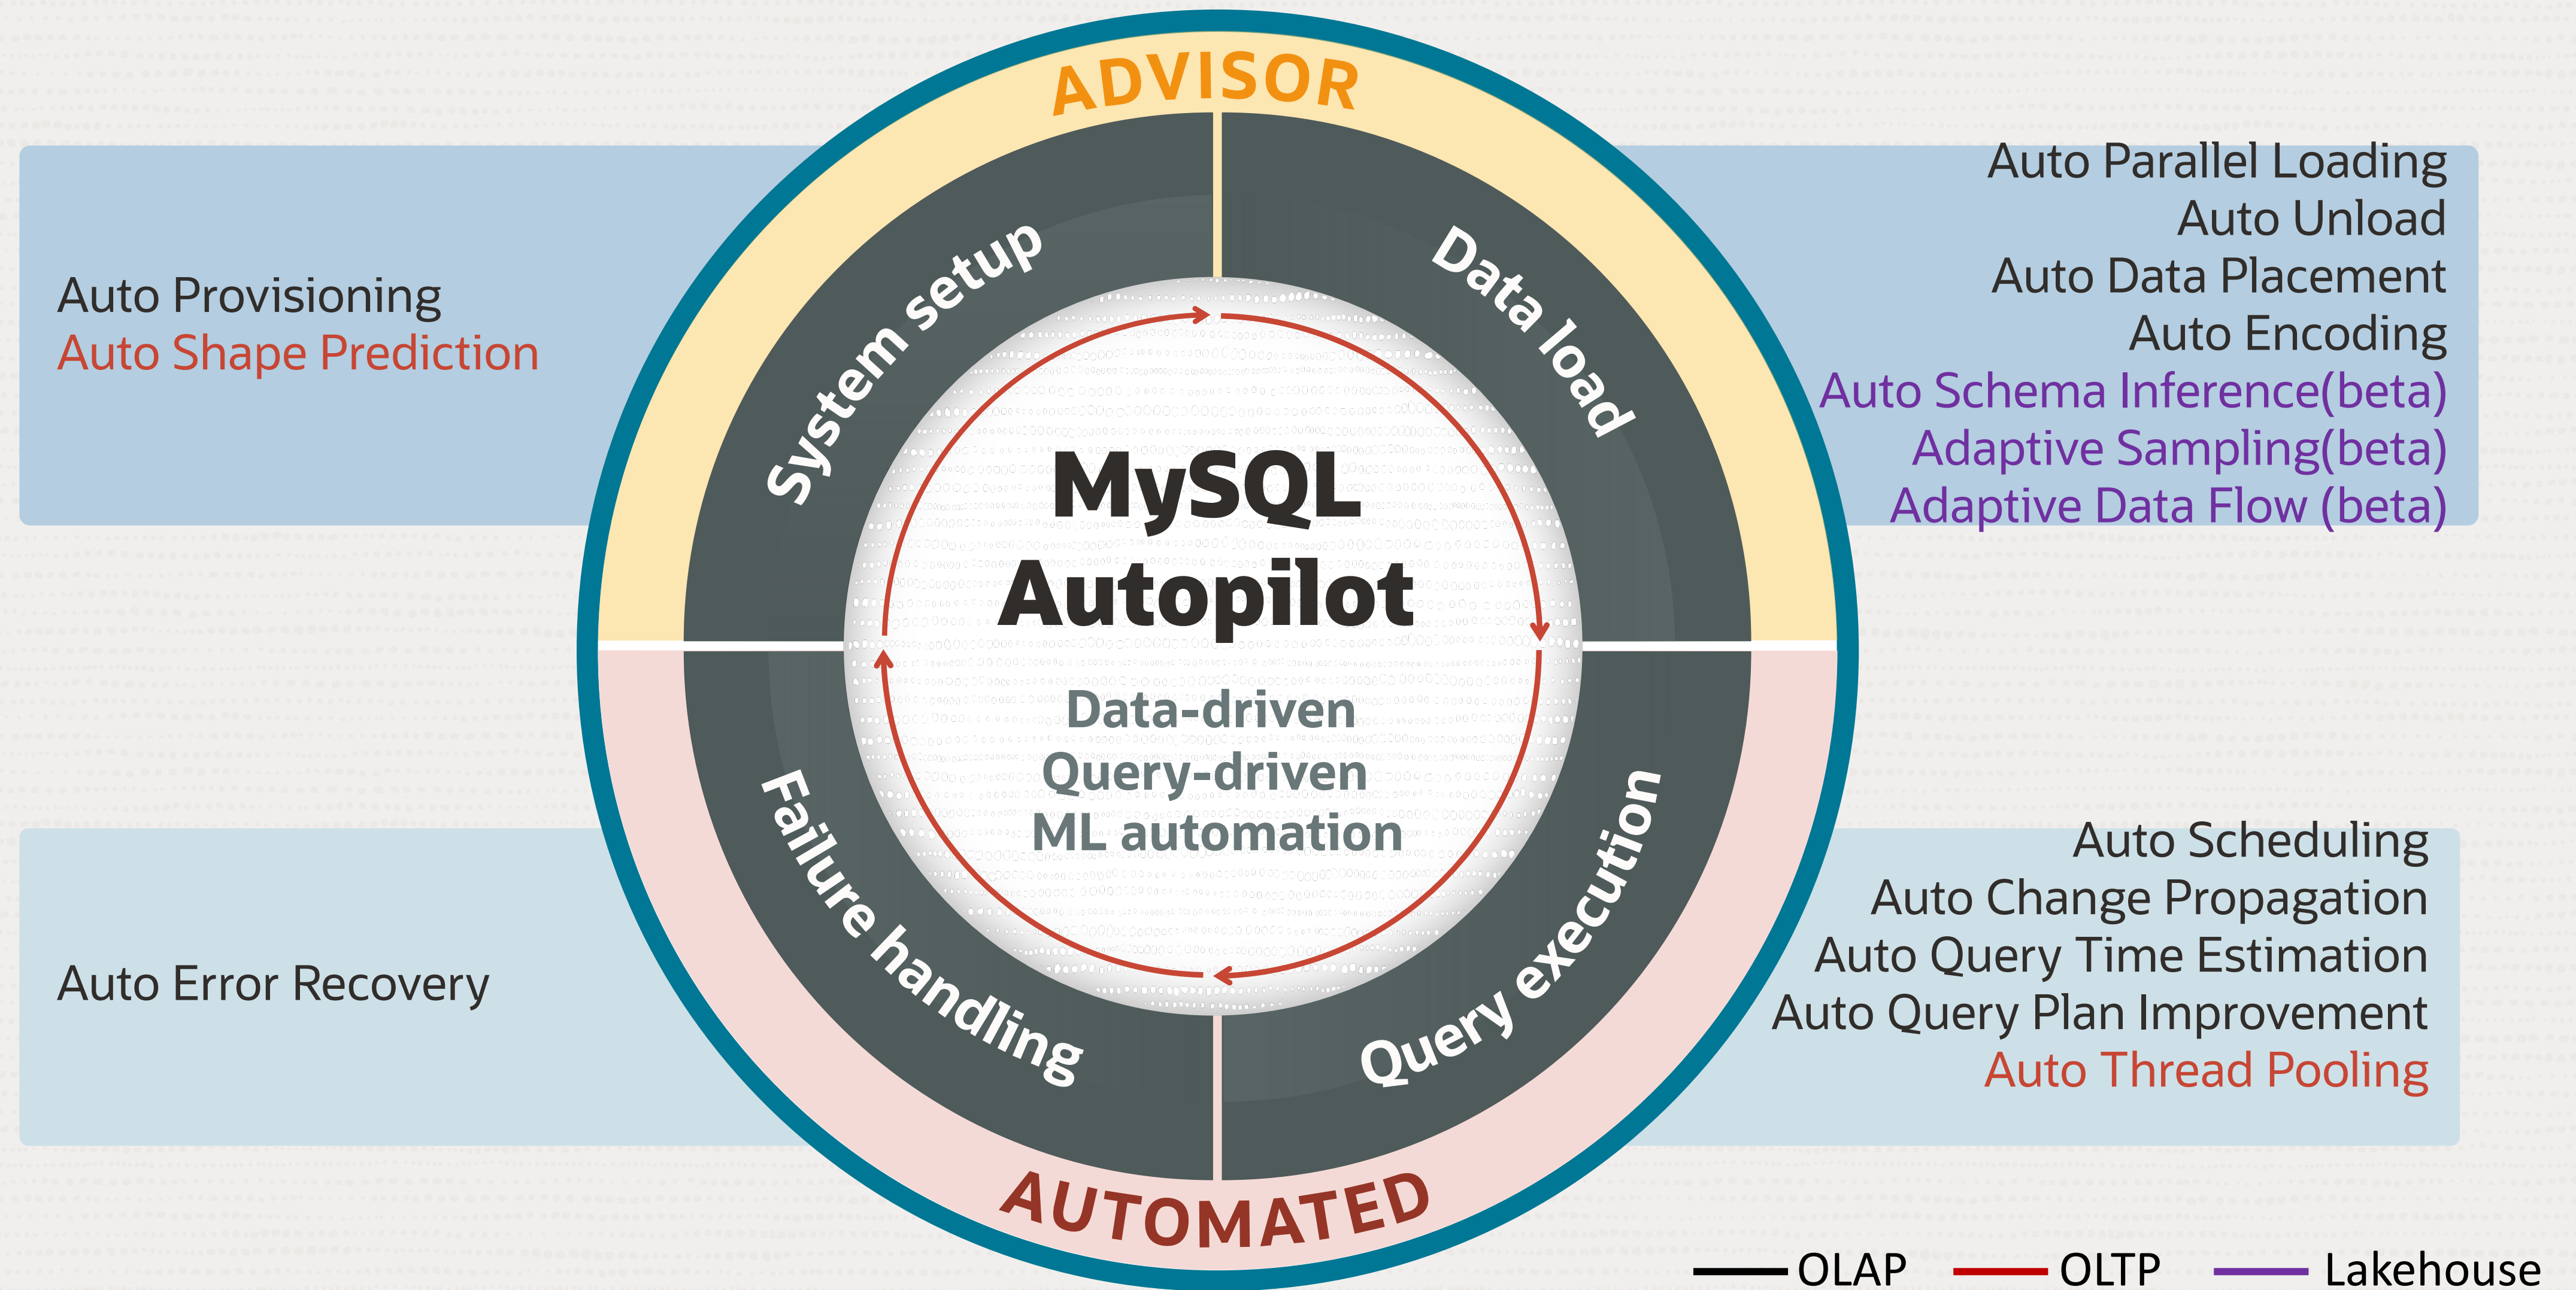 ADVISOR
System setup
Data load
Auto Provisioning
Auto Shape Prediction
Auto Parallel Loading
Auto Unload
Auto Data Placement
Auto Encoding
Auto Schema Inference(beta)
Adaptive Sampling(beta)
Adaptive Data Flow (beta)
MySQL
Autopilot
Data-driven
Query-driven
ML automation
Failure handling
Query execution
Auto Error Recovery
Auto Scheduling
Auto Change Propagation
Auto Query Time Estimation
Auto Query Plan Improvement
Auto Thread Pooling
AUTOMATED
OLAP OLTP Lakehouse